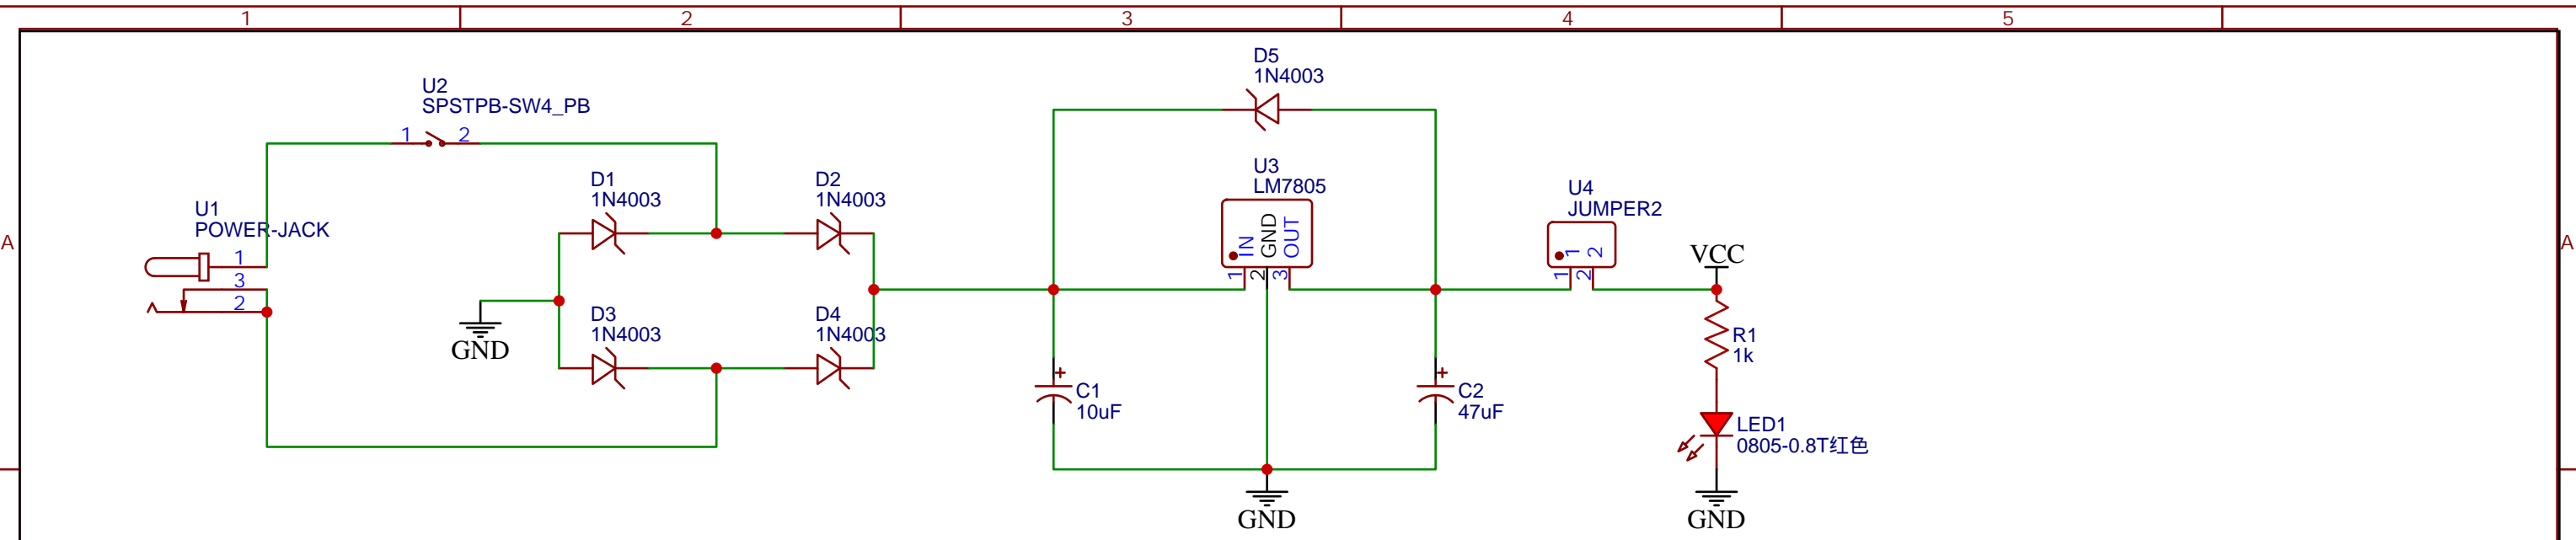 1 2 3 4 5
A A
U2
SPSTPB-SW4_PB
1 2
U1
POWER-JACK
1
3
2
D1
1N4003
D2
1N4003
D3
1N4003
D4
1N4003
GND
D5
1N4003
U3
LM7805
IN GND OUT
1 2 3
C1
10uF
C2
47uF
GND
U4
JUMPER2
1 2
1 2
VCC
R1
1k
LED1
0805-0.8T红色
GND